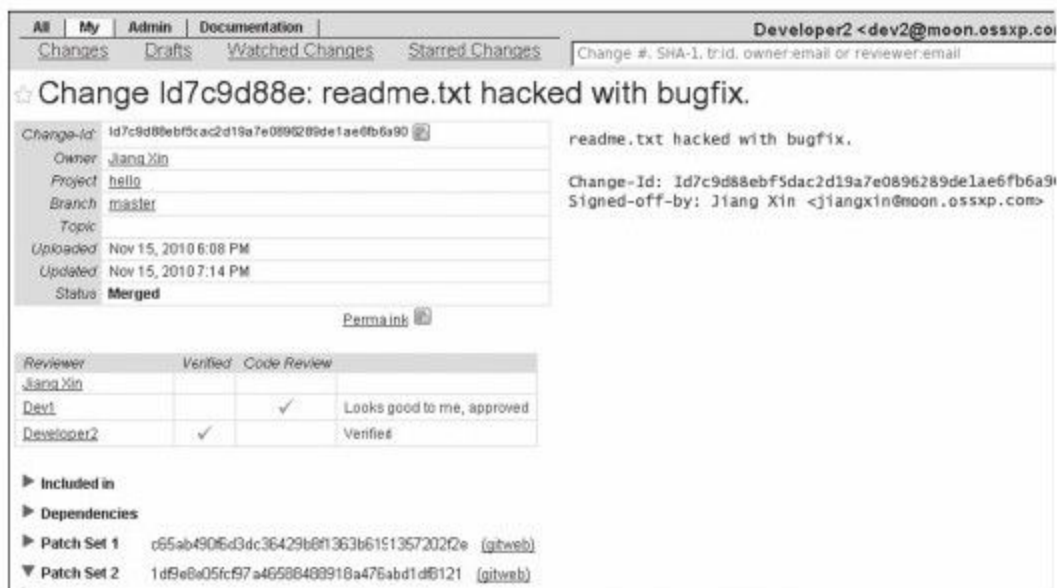 All My Admin Documentation
Developer2 <dev2@moon.ossxp.co
Changes Drafts Watched Changes Starred Changes
Change #, SHA-1, tr:id, owner:email or reviewer:email
Change Id7c9d88e: readme.txt hacked with bugfix.
Change-Id: Id7c9d88ebf5cac2d19a7e0896289de1ae6fb6a90
Owner Jiang Xin
Project hello
Branch master
Topic
Uploaded Nov 15, 2010 6:08 PM
Updated Nov 15, 2010 7:14 PM
Status Merged
Permalink
readme.txt hacked with bugfix.
Change-Id: Id7c9d88ebf5dac2d19a7e0896289de1ae6fb6a9
Signed-off-by: Jiang Xin <jiangxin@moon.ossxp.com>
Reviewer Verified Code Review
Jiang Xin
Dev1 ✓ Looks good to me, approved
Developer2 ✓ Verified
Included in
Dependencies
Patch Set 1 c65ab490f6d3dc36429b8f1363b6191357202f2e (gitweb)
Patch Set 2 1df9e8e05fcf97a46588488918a476abd1df8121 (gitweb)